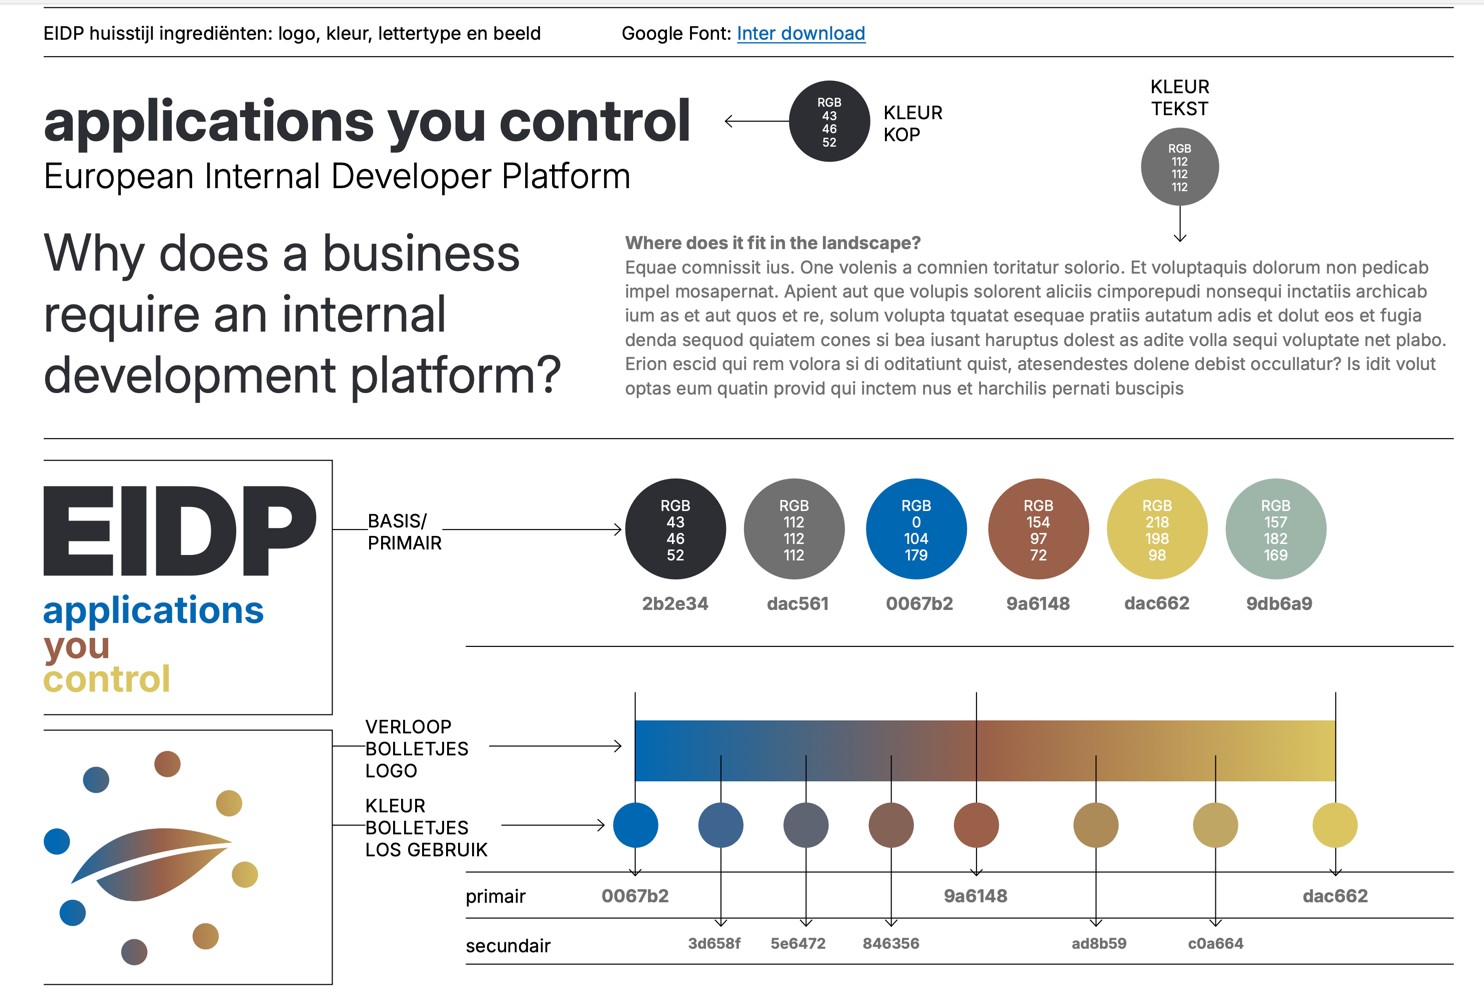 EIDP huisstijl ingrediënten: logo, kleur, lettertype en beeld
Google Font: Inter download
applications you control
European Internal Developer Platform
RGB
43
46
52
KLEUR
KOP
KLEUR
TEKST
RGB
112
112
112
Why does a business
require an internal
development platform?
Where does it fit in the landscape?
Equae comnissit ius. One volenis a comnien toritatur solorio. Et voluptaquis dolorum non pedicab
impel mosapernat. Apient aut que volupis solorent aliciis cimporepudi nonsequi inctatiis archicab
ium as et aut quos et re, solum volupta tquatat esequae pratiis autatum adis et dolut eos et fugia
denda sequod quiatem cones si bea iusant haruptus dolest as adite volla sequi voluptate net plabo.
Erion escid qui rem volora si di oditatiunt quist, atesendestes dolene debist occullatur? Is idit volut
optas eum quatin provid qui inctem nus et harchilis pernati buscipis
EIDP
applications
you
control
BASIS/
PRIMAIR
RGB
43
46
52
RGB
112
112
112
RGB
0
104
179
RGB
154
97
72
RGB
218
198
98
RGB
157
182
169
2b2e34
dac561
0067b2
9a6148
dac662
9db6a9
VERLOOP
BOLLETJES
LOGO
KLEUR
BOLLETJES
LOS GEBRUIK
primair
0067b2
9a6148
dac662
secundair
3d658f
5e6472
846356
ad8b59
c0a664